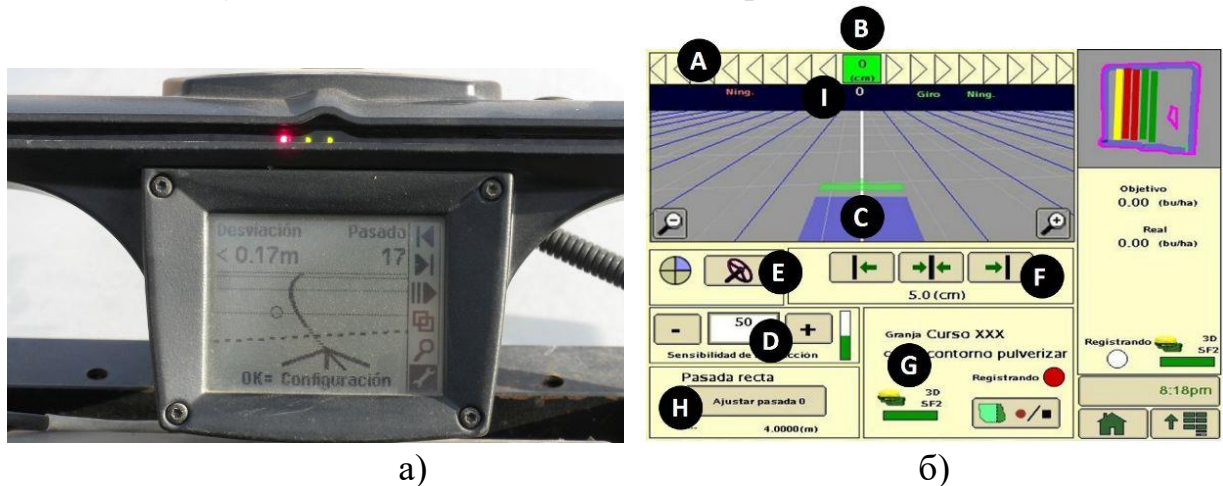 Desviación Pasada
< 0.17m 17
OK= Configuración
а)
A
B
0
(cm)
Ning.
I
0
Giro
Ning.
C
E
F
5.0 (cm)
-
50
+
D
Sensibilidad de
Granja Curso XXX
contorno pulverizar
G
Registrando
3D
SF2
Pasada recta
H
Ajustar pasada 0
4.0000(m)
Objetivo
0.00 (bu/ha)
Real
0.00 (bu/ha)
Registrando
3D
SF2
8:18pm
б)